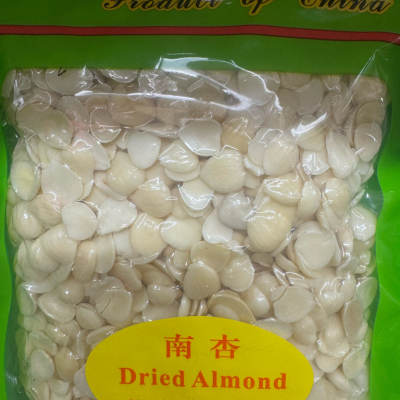 Product of China
南杏
Dried Almond